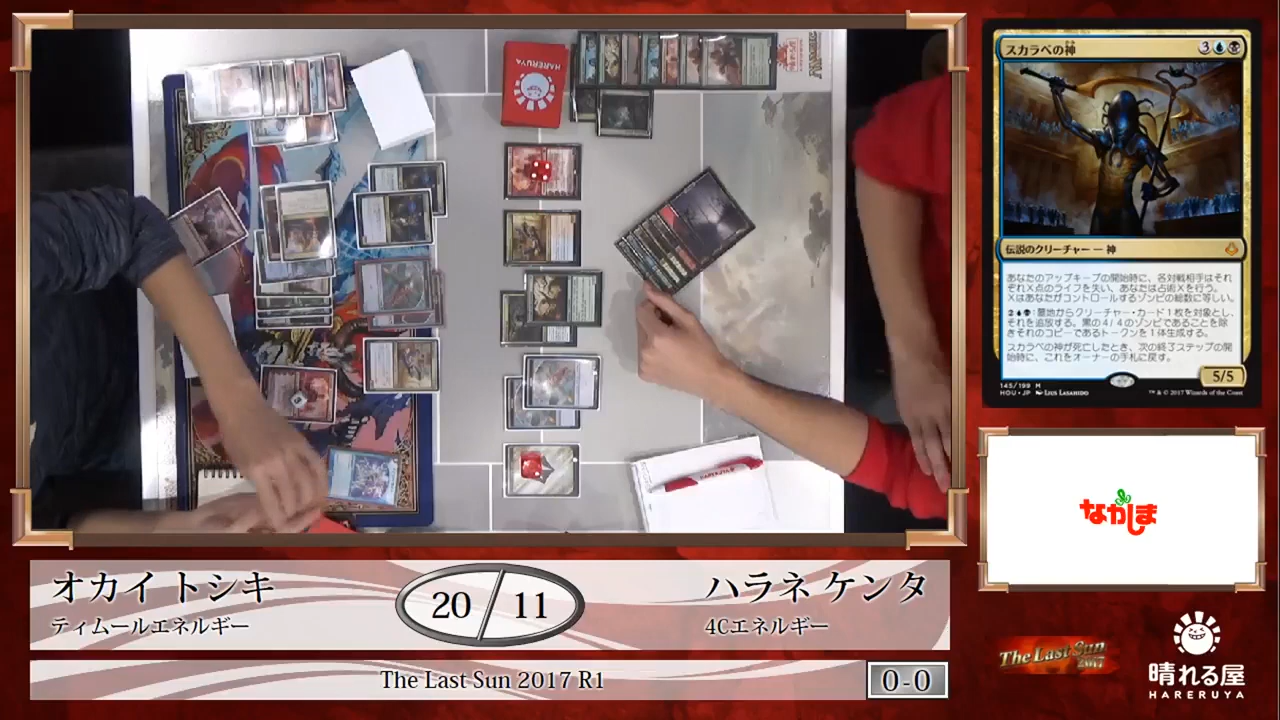 HARERUYA
スカラベの神
3
伝説のクリーチャー — 神
あなたのアップキープの開始時に、各対戦相手はそれ
ぞれX点のライフを失い、あなたは占術Xを行う。
Xはあなたがコントロールするゾンビの総数に等しい。
2:墓地からクリーチャー・カード1枚を対象とし、
それを追放する。黒の4/4のゾンビであることを除
きそれのコピーであるトークンを1体生成する。
スカラベの神が死亡したとき、次の終了ステップの開
始時に、これをオーナーの手札に戻す。
5/5
145/199 M
HOU・JP Lius Lasahido
™ & © 2017 Wizards of the Coast
なかしま
オカイ トシキ
ティムールエネルギー
20 / 11
ハラネ ケンタ
4Cエネルギー
The Last Sun 2017 R1
0-0
The Last Sun
2017
晴れる屋
HARERUYA